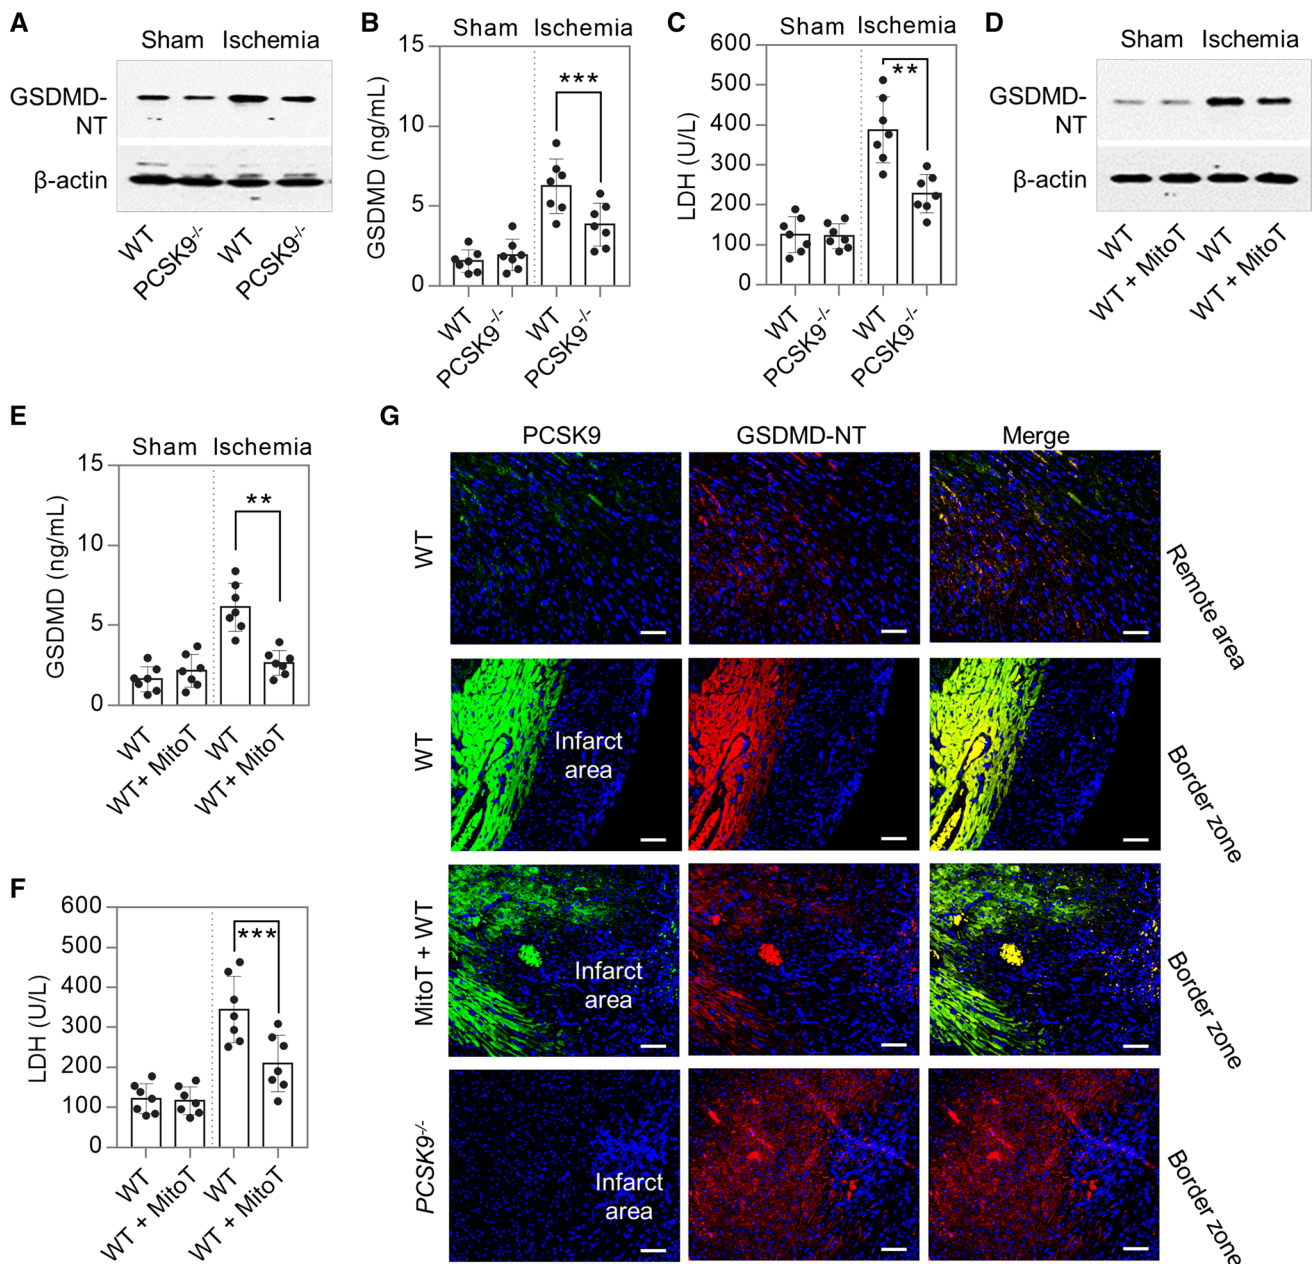 A
Sham Ischemia
GSDMD-
NT
β-actin
WT
PCSK9-/-
WT
PCSK9-/-
B
Sham Ischemia
15
10
5
0
GSDMD (ng/mL)
***
WT
PCSK9-/-
WT
PCSK9-/-
C
Sham Ischemia
600
500
400
300
200
100
0
LDH (U/L)
**
WT
PCSK9-/-
WT
PCSK9-/-
D
Sham Ischemia
GSDMD-
NT
β-actin
WT
WT + MitoT
WT
WT + MitoT
E
Sham Ischemia
15
10
5
0
GSDMD (ng/mL)
**
WT
WT+ MitoT
WT
WT+ MitoT
F
600
500
400
300
200
100
0
LDH (U/L)
***
WT
WT + MitoT
WT
WT + MitoT
G
PCSK9 GSDMD-NT Merge
WT
Remote area
WT
Infarct
area
Border zone
MitoT + WT
Infarct
area
Border zone
PCSK9-/-
Infarct
area
Border zone